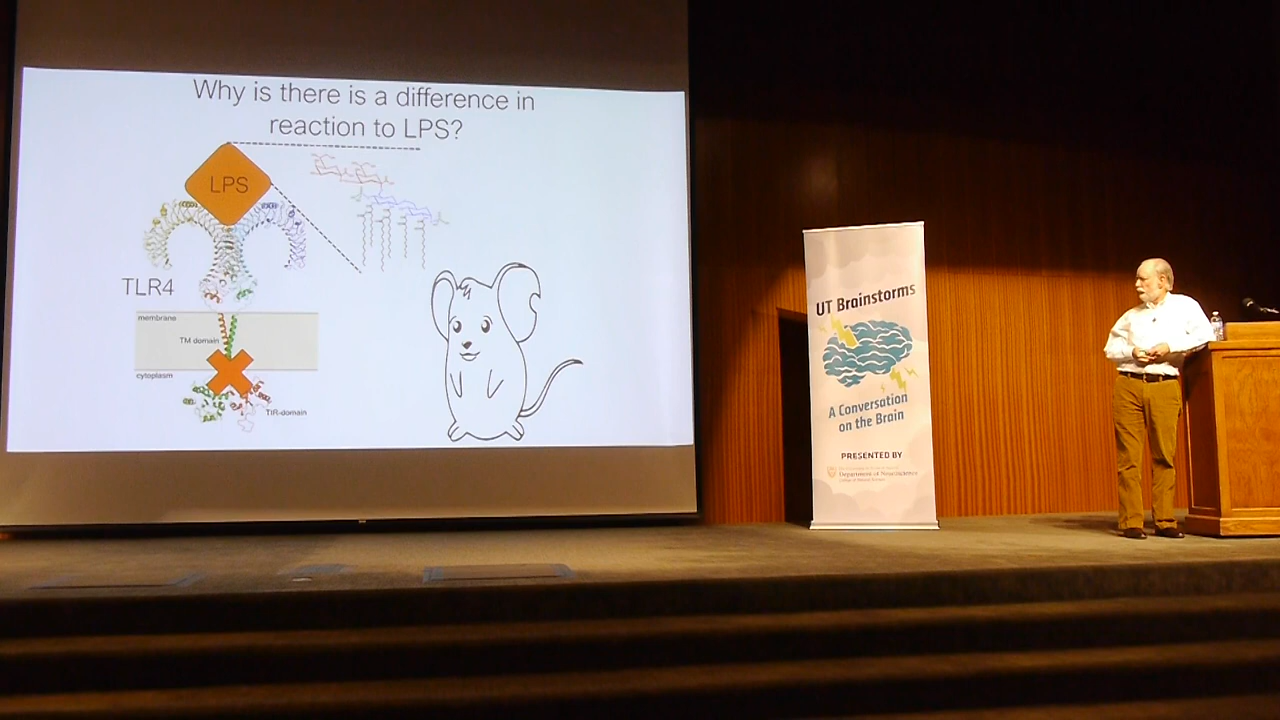 Why is there is a difference in
reaction to LPS?
LPS
TLR4
membrane
TM domain
cytoplasm
TIR-domain
UT Brainstorms
A Conversation
on the Brain
PRESENTED BY
Department of Neuroscience